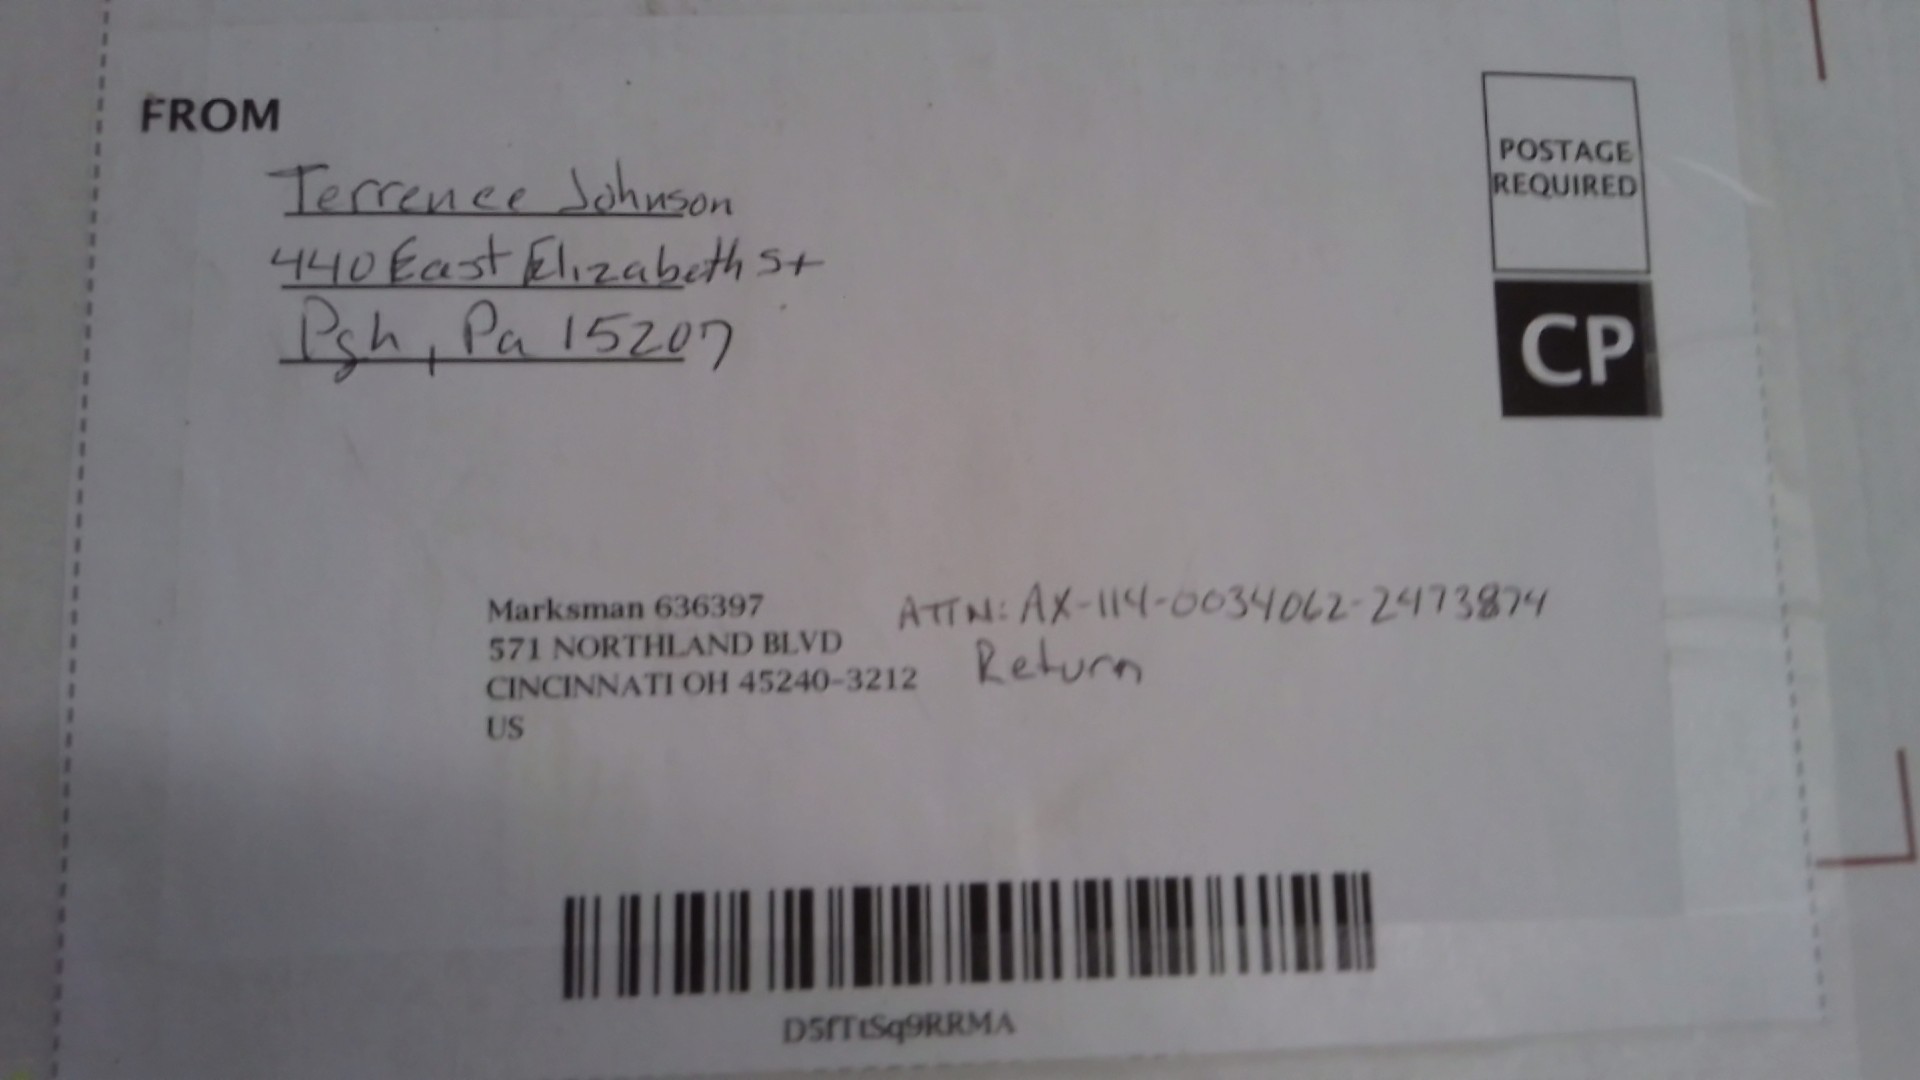 FROM
Terrence Johnson
440 East Elizabeth St
Pgh, Pa 15207
POSTAGE
REQUIRED
CP
Marksman 636397
571 NORTHLAND BLVD
CINCINNATI OH 45240-3212
US
ATTN: AX-114-0034062-2473874
Return
D5fTtSq9RRMA